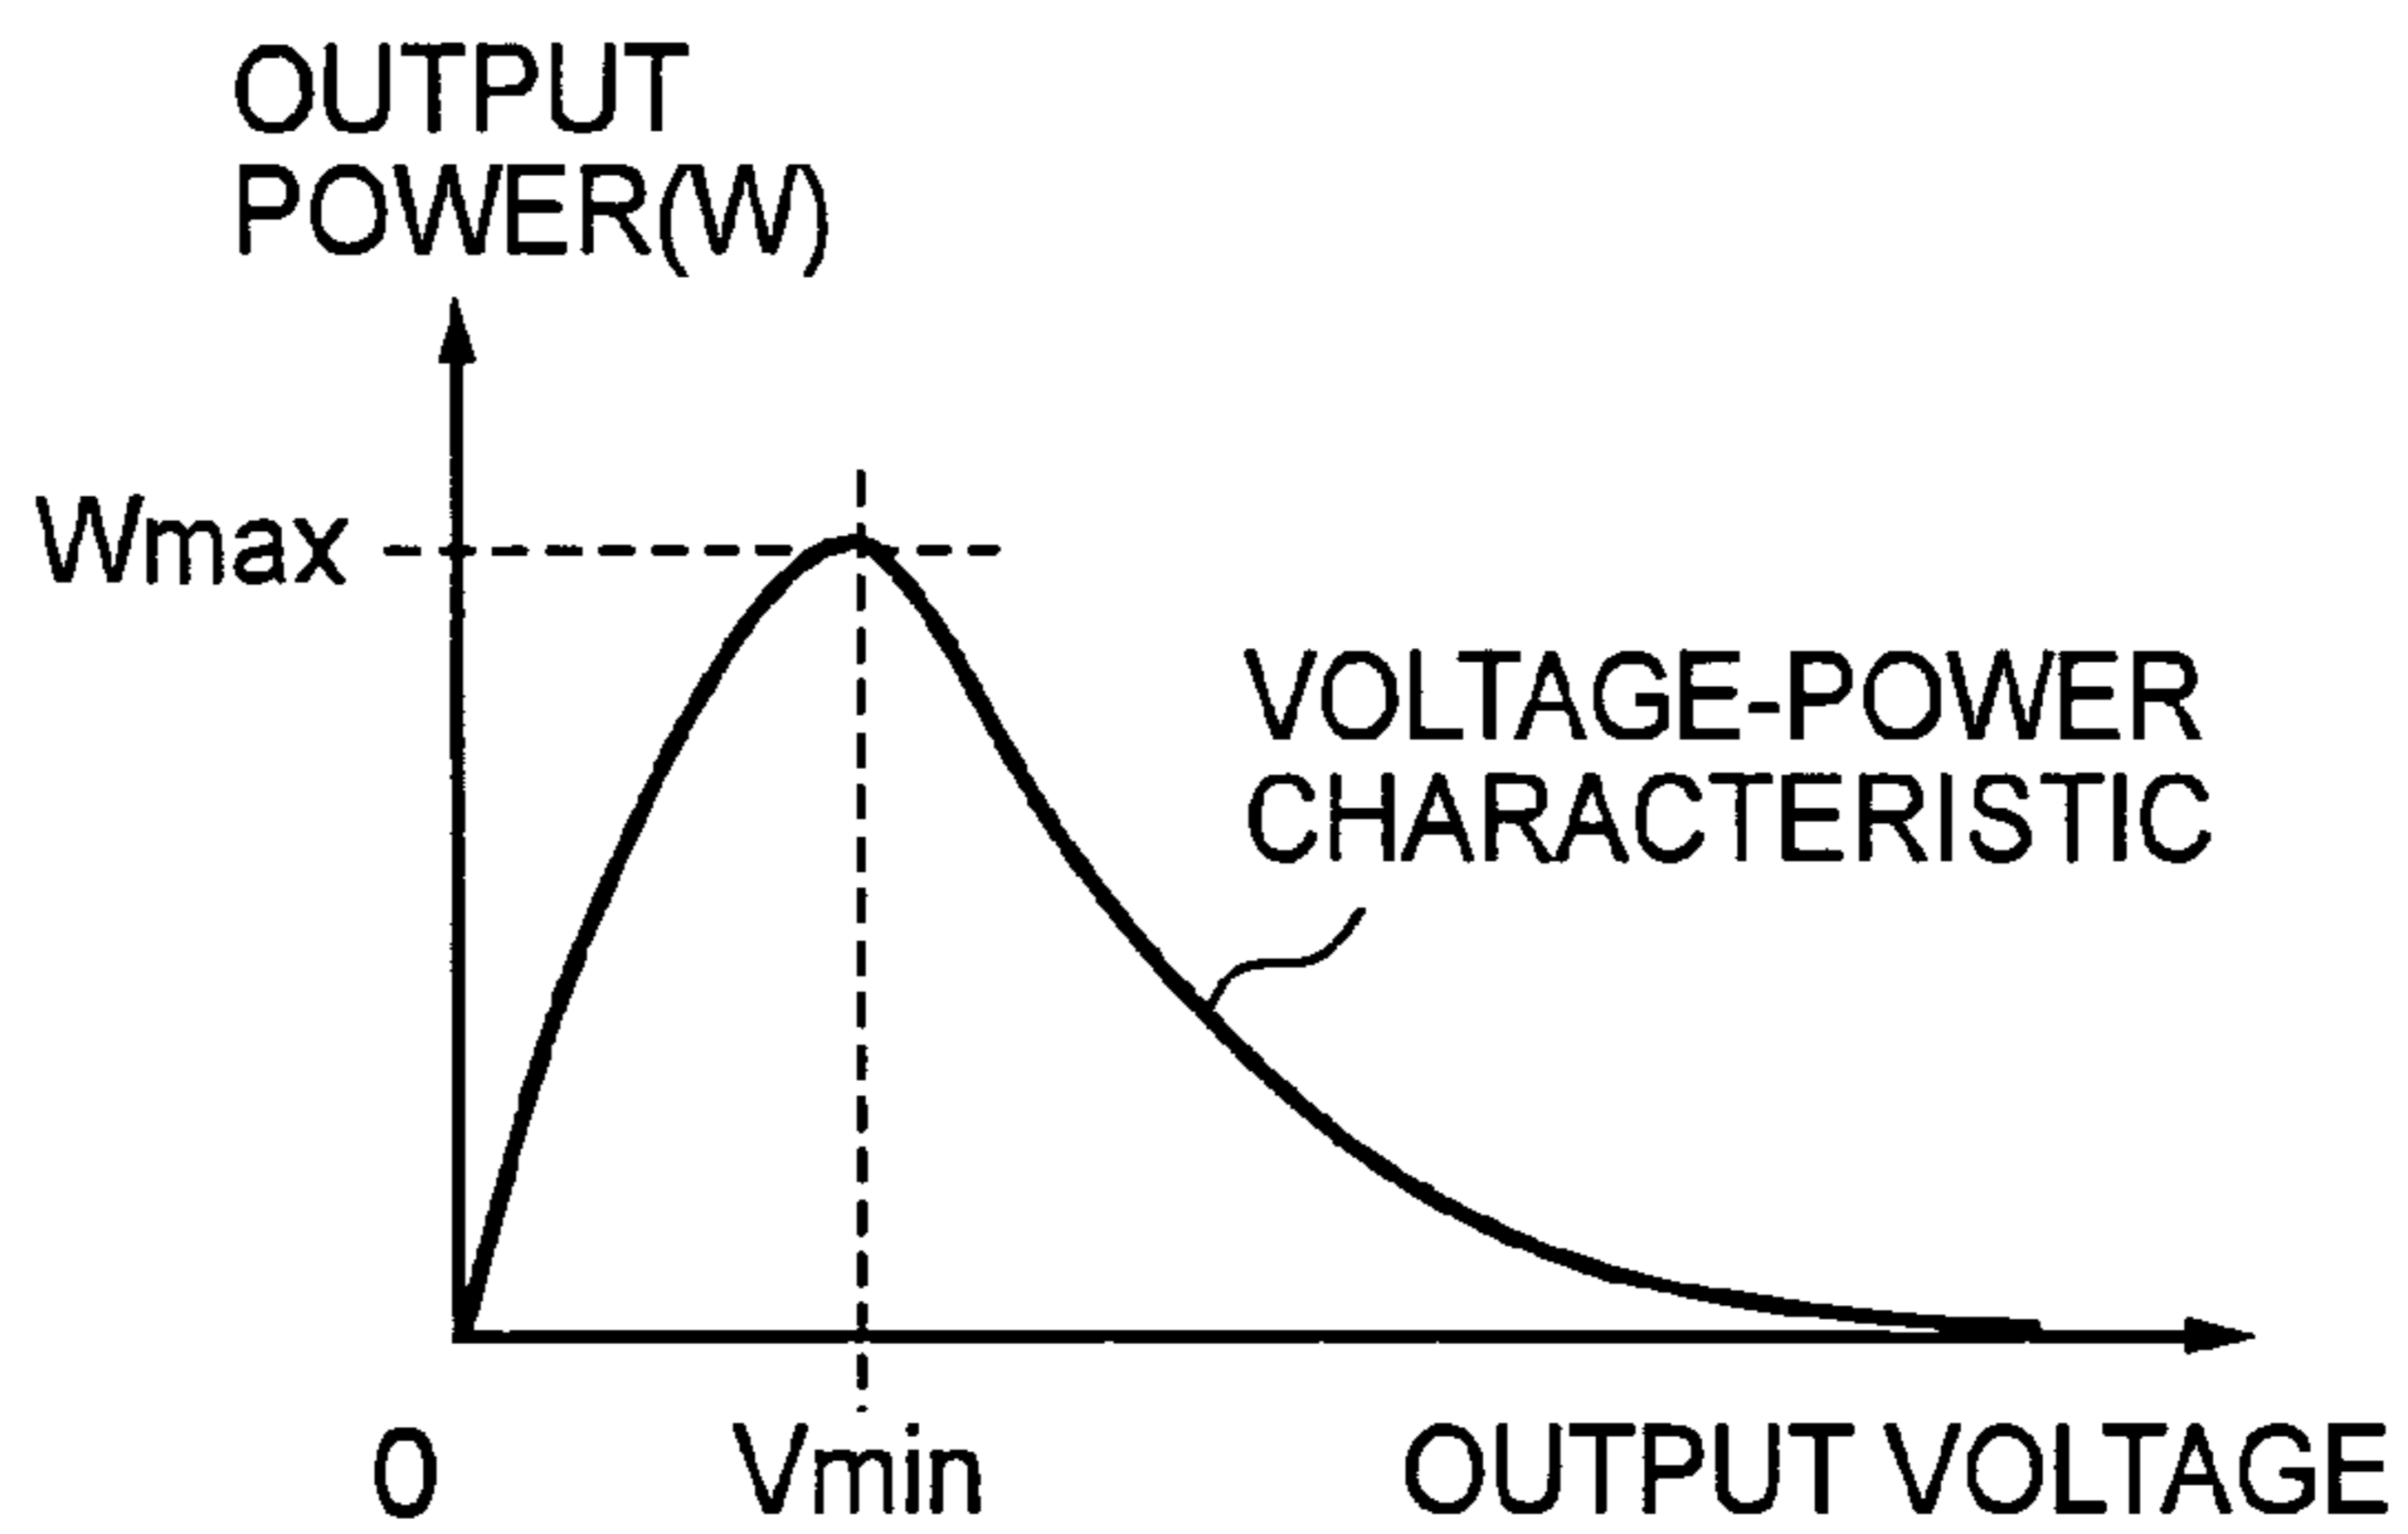 OUTPUT
POWER(W)
Wmax
VOLTAGE-POWER
CHARACTERISTIC
0
Vmin
OUTPUT VOLTAGE